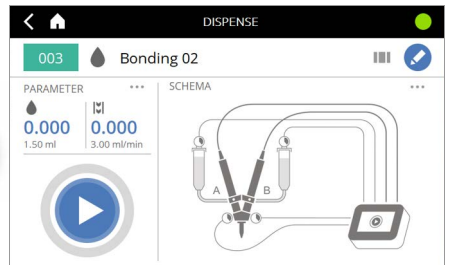 DISPENSE
003 Bonding 02
PARAMETER
0.000 0.000
1.50 ml 3.00 ml/min
SCHEMA
A B